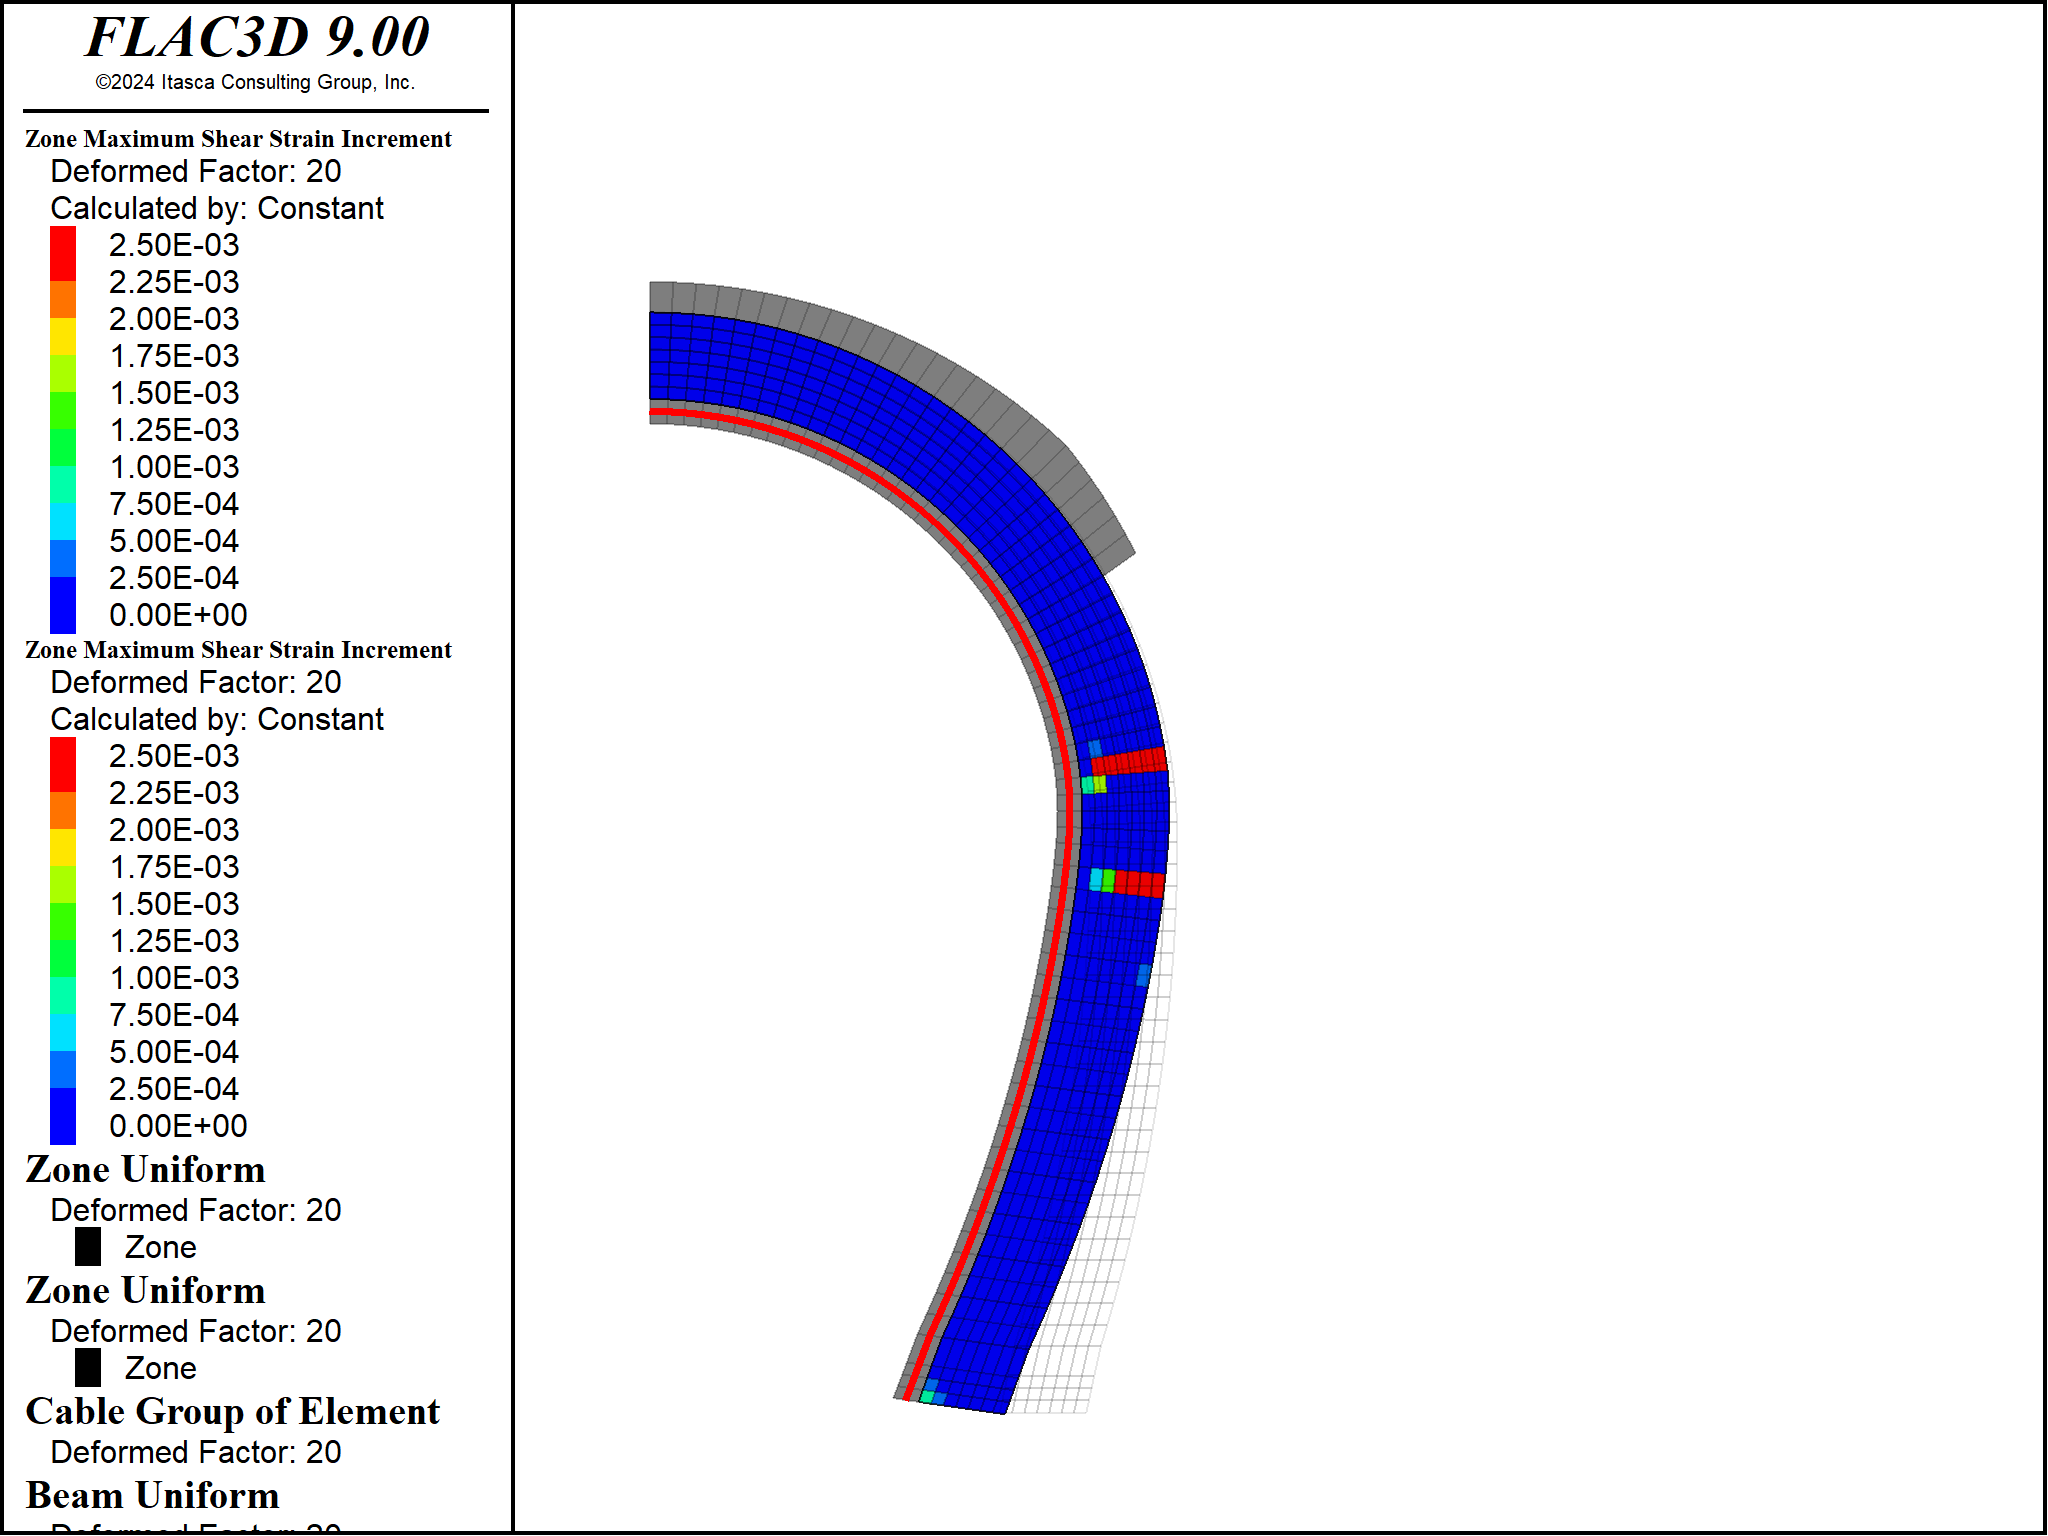 FLAC3D 9.00
©2024 Itasca Consulting Group, Inc.
Zone Maximum Shear Strain Increment
Deformed Factor: 20
Calculated by: Constant
2.50E-03
2.25E-03
2.00E-03
1.75E-03
1.50E-03
1.25E-03
1.00E-03
7.50E-04
5.00E-04
2.50E-04
0.00E+00
Zone Maximum Shear Strain Increment
Deformed Factor: 20
Calculated by: Constant
2.50E-03
2.25E-03
2.00E-03
1.75E-03
1.50E-03
1.25E-03
1.00E-03
7.50E-04
5.00E-04
2.50E-04
0.00E+00
Zone Uniform
Deformed Factor: 20
Zone
Zone Uniform
Deformed Factor: 20
Zone
Cable Group of Element
Deformed Factor: 20
Beam Uniform
Deformed Factor: 20